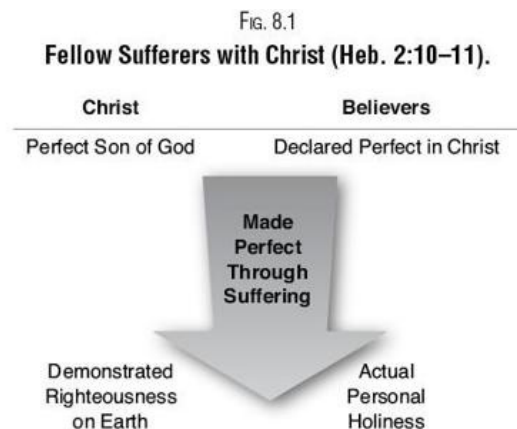 FIG. 8.1
Fellow Sufferers with Christ (Heb. 2:10–11).
Christ Believers
Perfect Son of God Declared Perfect in Christ
Made
Perfect
Through
Suffering
Demonstrated Actual
Righteousness Personal
on Earth Holiness